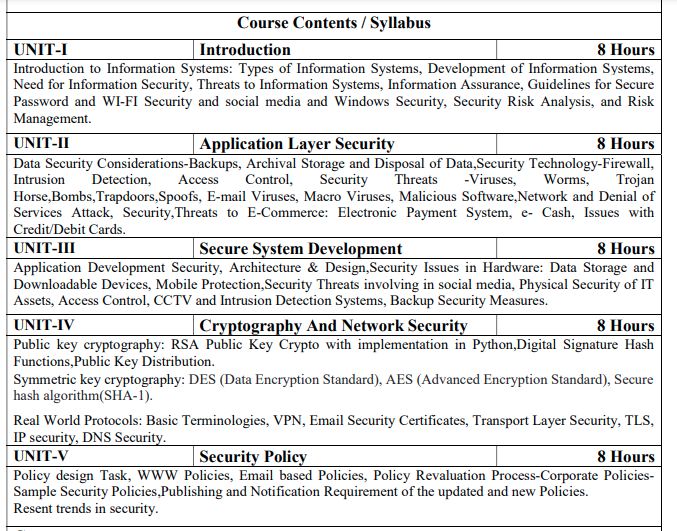 Course Contents / Syllabus
UNIT-I Introduction 8 Hours
Introduction to Information Systems: Types of Information Systems, Development of Information Systems,
Need for Information Security, Threats to Information Systems, Information Assurance, Guidelines for Secure
Password and WI-FI Security and social media and Windows Security, Security Risk Analysis, and Risk
Management.
UNIT-II Application Layer Security 8 Hours
Data Security Considerations-Backups, Archival Storage and Disposal of Data,Security Technology-Firewall,
Intrusion Detection, Access Control, Security Threats -Viruses, Worms, Trojan
Horse,Bombs,Trapdoors,Spoofs, E-mail Viruses, Macro Viruses, Malicious Software,Network and Denial of
Services Attack, Security,Threats to E-Commerce: Electronic Payment System, e- Cash, Issues with
Credit/Debit Cards.
UNIT-III Secure System Development 8 Hours
Application Development Security, Architecture & Design,Security Issues in Hardware: Data Storage and
Downloadable Devices, Mobile Protection,Security Threats involving in social media, Physical Security of IT
Assets, Access Control, CCTV and Intrusion Detection Systems, Backup Security Measures.
UNIT-IV Cryptography And Network Security 8 Hours
Public key cryptography: RSA Public Key Crypto with implementation in Python,Digital Signature Hash
Functions,Public Key Distribution.
Symmetric key cryptography: DES (Data Encryption Standard), AES (Advanced Encryption Standard), Secure
hash algorithm(SHA-1).
Real World Protocols: Basic Terminologies, VPN, Email Security Certificates, Transport Layer Security, TLS,
IP security, DNS Security.
UNIT-V Security Policy 8 Hours
Policy design Task, WWW Policies, Email based Policies, Policy Revaluation Process-Corporate Policies-
Sample Security Policies,Publishing and Notification Requirement of the updated and new Policies.
Resent trends in security.